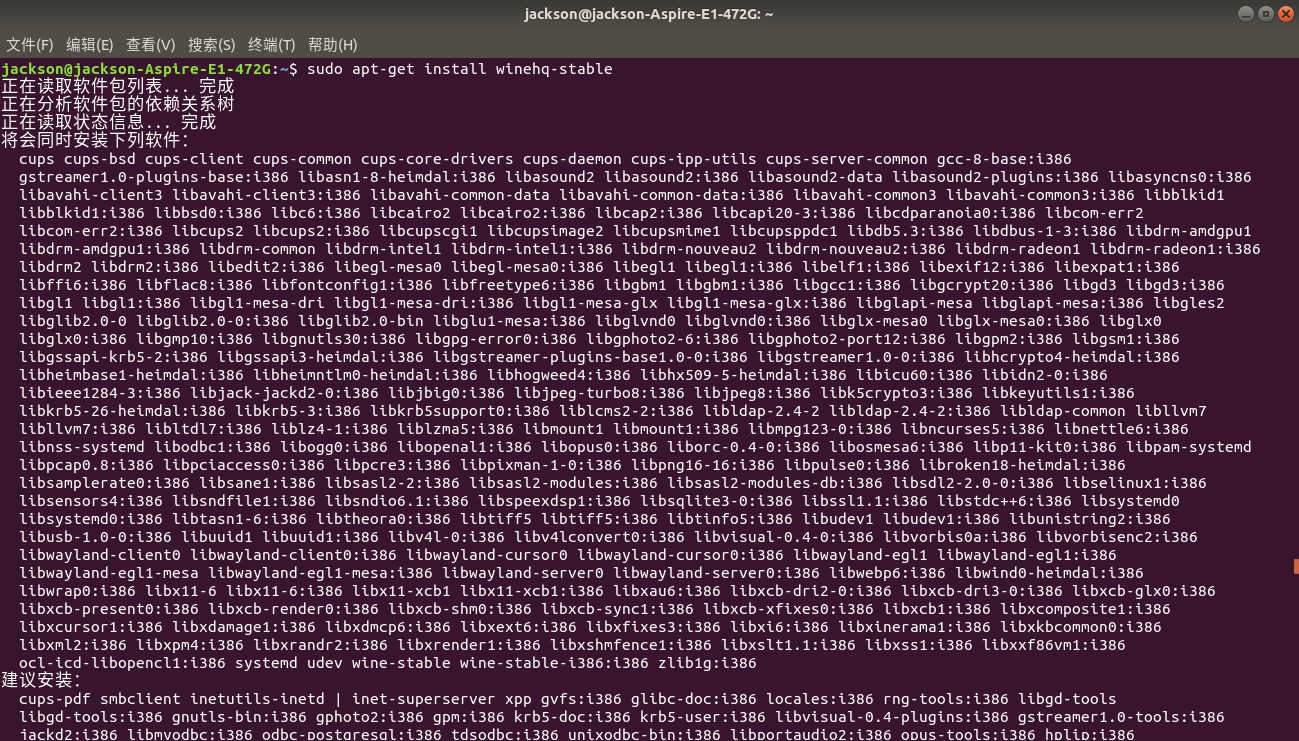 jackson@jackson-Aspire-E1-472G: ~
文件(F) 编辑(E) 查看(V) 搜索(S) 终端(T) 帮助(H)
jackson@jackson-Aspire-E1-472G:~$ sudo apt-get install winehq-stable
正在读取软件包列表... 完成
正在分析软件包的依赖关系树
正在读取状态信息... 完成
将会同时安装下列软件：
cups cups-bsd cups-client cups-common cups-core-drivers cups-daemon cups-ipp-utils cups-server-common gcc-8-base:i386
gstreamer1.0-plugins-base:i386 libasn1-8-heimdal:i386 libasound2 libasound2:i386 libasound2-data libasound2-plugins:i386 libasyncns0:i386
libavahi-client3 libavahi-client3:i386 libavahi-common-data libavahi-common-data:i386 libavahi-common3 libavahi-common3:i386 libblkid1
libblkid1:i386 libbsd0:i386 libc6:i386 libcairo2 libcairo2:i386 libcap2:i386 libcapi20-3:i386 libcdparanoia0:i386 libcom-err2
libcom-err2:i386 libcups2 libcups2:i386 libcupscgi1 libcupsimage2 libcupsmime1 libcupsppdc1 libdb5.3:i386 libdbus-1-3:i386 libdrm-amdgpu1
libdrm-amdgpu1:i386 libdrm-common libdrm-intel1 libdrm-intel1:i386 libdrm-nouveau2 libdrm-nouveau2:i386 libdrm-radeon1 libdrm-radeon1:i386
libdrm2 libdrm2:i386 libedit2:i386 libegl-mesa0 libegl-mesa0:i386 libegl1 libegl1:i386 libelf1:i386 libexif12:i386 libexpat1:i386
libffi6:i386 libflac8:i386 libfontconfig1:i386 libfreetype6:i386 libgbm1 libgbm1:i386 libgcc1:i386 libgcrypt20:i386 libgd3 libgd3:i386
libgl1 libgl1:i386 libgl1-mesa-dri libgl1-mesa-dri:i386 libgl1-mesa-glx libgl1-mesa-glx:i386 libglapi-mesa libglapi-mesa:i386 libgles2
libglib2.0-0 libglib2.0-0:i386 libglib2.0-bin libglu1-mesa:i386 libglvnd0 libglvnd0:i386 libglx-mesa0 libglx-mesa0:i386 libglx0
libglx0:i386 libgmp10:i386 libgnutls30:i386 libgpg-error0:i386 libgphoto2-6:i386 libgphoto2-port12:i386 libgpm2:i386 libgsm1:i386
libgssapi-krb5-2:i386 libgssapi3-heimdal:i386 libgstreamer-plugins-base1.0-0:i386 libgstreamer1.0-0:i386 libhcrypto4-heimdal:i386
libheimbase1-heimdal:i386 libheimntlm0-heimdal:i386 libhogweed4:i386 libhx509-5-heimdal:i386 libicu60:i386 libidn2-0:i386
libieee1284-3:i386 libjack-jackd2-0:i386 libjbig0:i386 libjpeg-turbo8:i386 libjpeg8:i386 libk5crypto3:i386 libkeyutils1:i386
libkrb5-26-heimdal:i386 libkrb5-3:i386 libkrb5support0:i386 liblcms2-2:i386 libldap-2.4-2 libldap-2.4-2:i386 libldap-common libllvm7
libllvm7:i386 libltdl7:i386 liblz4-1:i386 liblzma5:i386 libmount1 libmount1:i386 libmpg123-0:i386 libncurses5:i386 libnettle6:i386
libnss-systemd libodbc1:i386 libogg0:i386 libopenal1:i386 libopus0:i386 liborc-0.4-0:i386 libosmesa6:i386 libp11-kit0:i386 libpam-systemd
libpcap0.8:i386 libpciaccess0:i386 libpcre3:i386 libpixman-1-0:i386 libpng16-16:i386 libpulse0:i386 libroken18-heimdal:i386
libsamplerate0:i386 libsane1:i386 libsasl2-2:i386 libsasl2-modules:i386 libsasl2-modules-db:i386 libsdl2-2.0-0:i386 libselinux1:i386
libsensors4:i386 libsndfile1:i386 libsndio6.1:i386 libspeexdsp1:i386 libsqlite3-0:i386 libssl1.1:i386 libstdc++6:i386 libsystemd0
libsystemd0:i386 libtasn1-6:i386 libtheora0:i386 libtiff5 libtiff5:i386 libtinfo5:i386 libudev1 libudev1:i386 libunistring2:i386
libusb-1.0-0:i386 libuuid1 libuuid1:i386 libv4l-0:i386 libv4lconvert0:i386 libvisual-0.4-0:i386 libvorbis0a:i386 libvorbisenc2:i386
libwayland-client0 libwayland-client0:i386 libwayland-cursor0 libwayland-cursor0:i386 libwayland-egl1 libwayland-egl1:i386
libwayland-egl1-mesa libwayland-egl1-mesa:i386 libwayland-server0 libwayland-server0:i386 libwebp6:i386 libwind0-heimdal:i386
libwrap0:i386 libx11-6 libx11-6:i386 libx11-xcb1 libx11-xcb1:i386 libxau6:i386 libxcb-dri2-0:i386 libxcb-dri3-0:i386 libxcb-glx0:i386
libxcb-present0:i386 libxcb-render0:i386 libxcb-shm0:i386 libxcb-sync1:i386 libxcb-xfixes0:i386 libxcb1:i386 libxcomposite1:i386
libxcursor1:i386 libxdamage1:i386 libxdmcp6:i386 libxext6:i386 libxfixes3:i386 libxi6:i386 libxinerama1:i386 libxkbcommon0:i386
libxml2:i386 libxpm4:i386 libxrandr2:i386 libxrender1:i386 libxshmfence1:i386 libxslt1.1:i386 libxss1:i386 libxxf86vm1:i386
ocl-icd-libopencl1:i386 systemd udev wine-stable wine-stable-i386:i386 zlib1g:i386
建议安装：
cups-pdf smbclient inetutils-inetd | inet-superserver xpp gvfs:i386 glibc-doc:i386 locales:i386 rng-tools:i386 libgd-tools
libgd-tools:i386 gnutls-bin:i386 gphoto2:i386 gpm:i386 krb5-doc:i386 krb5-user:i386 libvisual-0.4-plugins:i386 gstreamer1.0-tools:i386
jackd2:i386 libmyodbc:i386 odbc-postgresql:i386 tdsodbc:i386 unixodbc-bin:i386 libportaudio2:i386 opus-tools:i386 hplip:i386